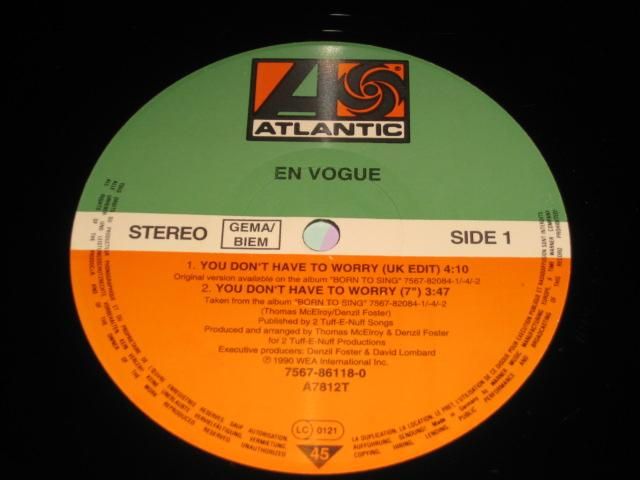 ATLANTIC
EN VOGUE
STEREO
GEMA/
BIEM
SIDE 1
1. YOU DON'T HAVE TO WORRY (UK EDIT) 4:10
Original version available on the album "BORN TO SING" 7567-82084-1/-4/-2
2. YOU DON'T HAVE TO WORRY (7") 3:47
Taken from the album "BORN TO SING" 7567-82084-1/-4/-2
(Thomas McElroy/Denzil Foster)
Published by 2 Tuff-E-Nuff Songs
Produced and arranged by Thomas McElroy & Denzil Foster
for 2 Tuff-E-Nuff Productions
Executive producers: Denzil Foster & David Lombard
℗ 1990 WEA International Inc.
7567-86118-0
A7812T
LC 0121
45